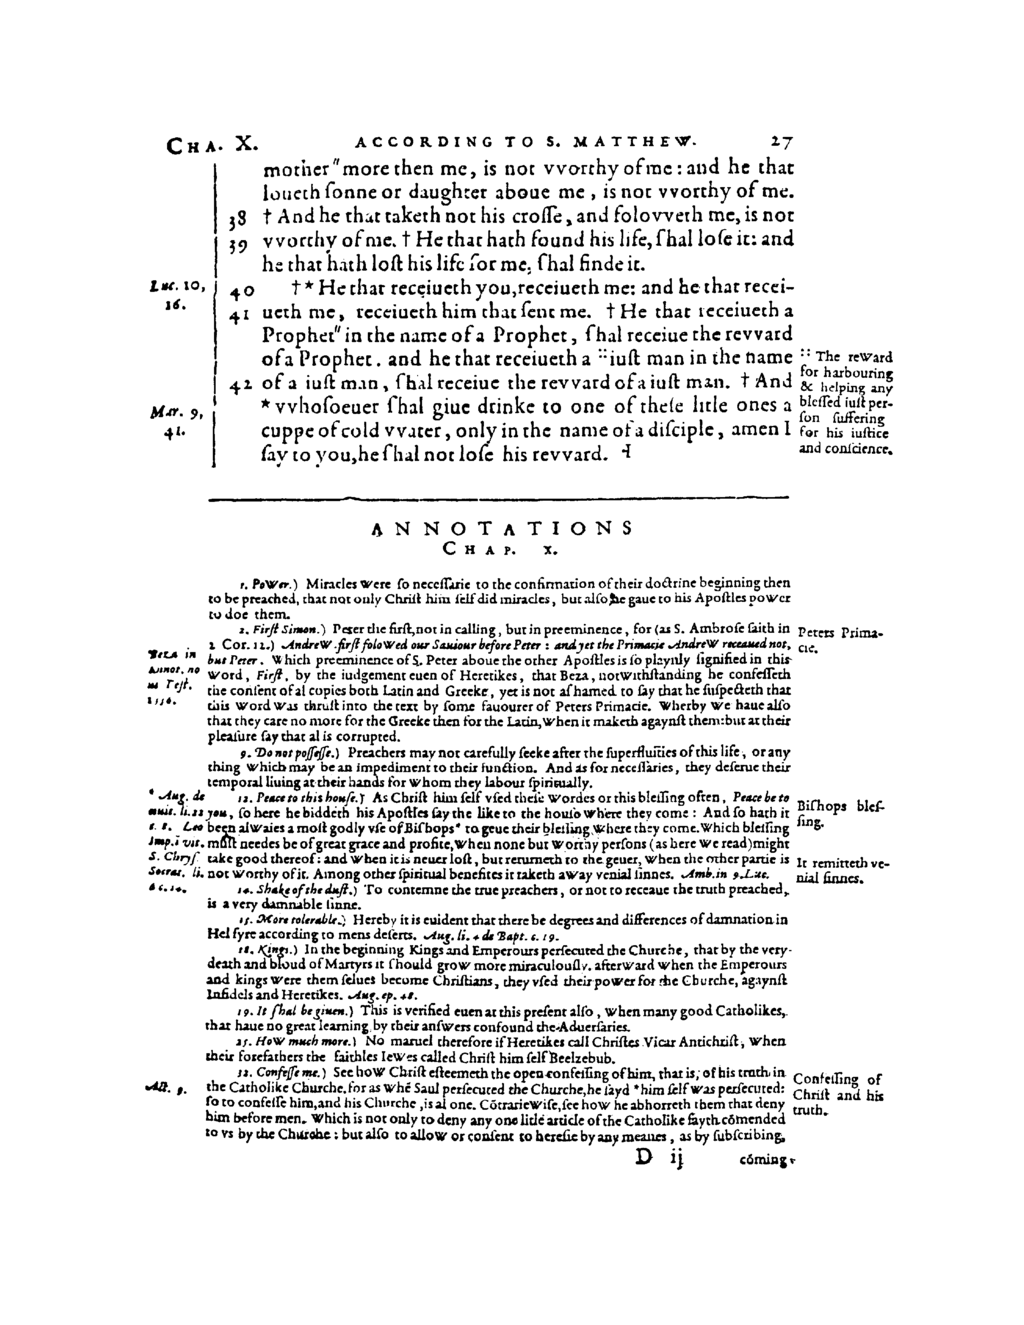 CHA. X. ACCORDING TO S. MATTHEW. 27
mother "more then me, is not vvorthy of me: and he that
loueth sonne or daughter aboue me, is not vvorthy of me.
38 † And he that taketh not his crosse, and folovveth me, is not
39 vvorthy of me. † He that hath found his life, shal lose it: and
he that hath lost his life for me, shal finde it.
Luc. 10, 16.
40 † * He that receiueth you, receiueth me: and he that recei-
41 ueth me, receiueth him that sent me. † He that receiueth a
Prophet "in the name of a Prophet, shal receiue the revvard
of a Prophet. and he that receiueth a ::iust man in the name
42 of a iust man, shal receiue the revvard of a iust man. † And
Mar. 9, 41.
* vvhosoeuer shal giue drinke to one of these litle ones a
cuppe of cold vvater, only in the name of a disciple, amen I
say to you, he shal not lose his revvard. ⊣
:: The reward
for harbouring
& helping any
blessed iust per-
son suffering
for his iustice
and conscience.
ANNOTATIONS
CHAP. X.
1. Power.) Miracles were so necessarie to the confirmation of their doctrine beginning then
to be preached, that not only Christ him self did miracles, but also he gaue to his Apostles power
to doe them.
2. First Simon.) Peter the first, not in calling, but in preeminence, for (as S. Ambrose saith in
2 Cor. 12.) Andrew first folowed our Sauiour before Peter: and yet the Primacie Andrew receaued not,
but Peter. Which preeminence of S. Peter aboue the other Apostles is so playnly signified in this
word, First, by the iudgement euen of Heretikes, that Beza, notwithstanding he confesseth
the consent of al copies both Latin and Greeke, yet is not ashamed to say that he suspecteth that
this word was thrust into the text by some fauourer of Peters Primacie. Wherby we haue also
that they care no more for the Greeke then for the Latin, when it maketh agaynst them: but at their
pleasure say that al is corrupted.
Peters Prima-
cie.
Beza in
Annot. no
ui Test.
1556.
9. Do not possesse.) Preachers may not carefully seeke after the superfluities of this life, or any
thing which may be an impediment to their function. And as for necessaries, they deserue their
temporal liuing at their hands for whom they labour spiritually.
12. Peace to this house.) As Christ him self vsed these wordes or this blessing often, Peace be to
you, so here he biddeth his Apostles say the like to the house where they come: And so hath it
been alwaies a most godly vse of Bishops * to geue their blessing where they come. Which blessing
must needes be of great grace and profite, when none but worthy persons (as here we read) might
take good thereof: and when it is neuer lost, but returneth to the geuer, when the other partie is
not worthy of it. Among other spiritual benefites it taketh away venial sinnes. Amb. in 9. Luc.
* Aug. de
ciuit. li. 22
c. 8. Leo
Imp. i vit.
S. Chrys.
Socrat. li.
6 c. 14.
Bishops bles-
sing.
It remitteth ve-
nial sinnes.
14. Shake of the dust.) To contemne the true preachers, or not to receaue the truth preached,
is a very damnable sinne.
15. More tolerable.) Hereby it is euident that there be degrees and differences of damnation in
Hel fyre according to mens deserts. Aug. li. 4 de Bapt. c. 19.
18. Kings.) In the beginning Kings and Emperours persecuted the Churche, that by the very
death and bloud of Martyrs it should grow more miraculously. afterward when the Emperours
and kings were them selues become Christians, they vsed their power for the Churche, agaynst
Infidels and Heretikes. Aug. ep. 48.
19. It shal be giuen.) This is verified euen at this present also, when many good Catholikes,
that haue no great learning, by their answers confound the Aduersaries.
25. How much more.) No maruel therefore if Heretikes call Christes Vicar Antichrist, when
their forefathers the faithles Iewes called Christ him self Beelzebub.
32. Confesse me.) See how Christ esteemeth the open confessing of him, that is, of his truth in
the Catholike Churche. for as whē Saul persecuted the Churche, he sayd * him self was persecuted:
so to confesse him, and his Churche, is al one. Cōtrariewise, see how he abhorreth them that deny
him before men. Which is not only to deny any one litle article of the Catholike fayth cōmended
to vs by the Churche: but also to allow or consent to heresie by any meanes, as by subscribing,
Act. 9.
Confessing of
Christ and his
truth.
D ij cōming